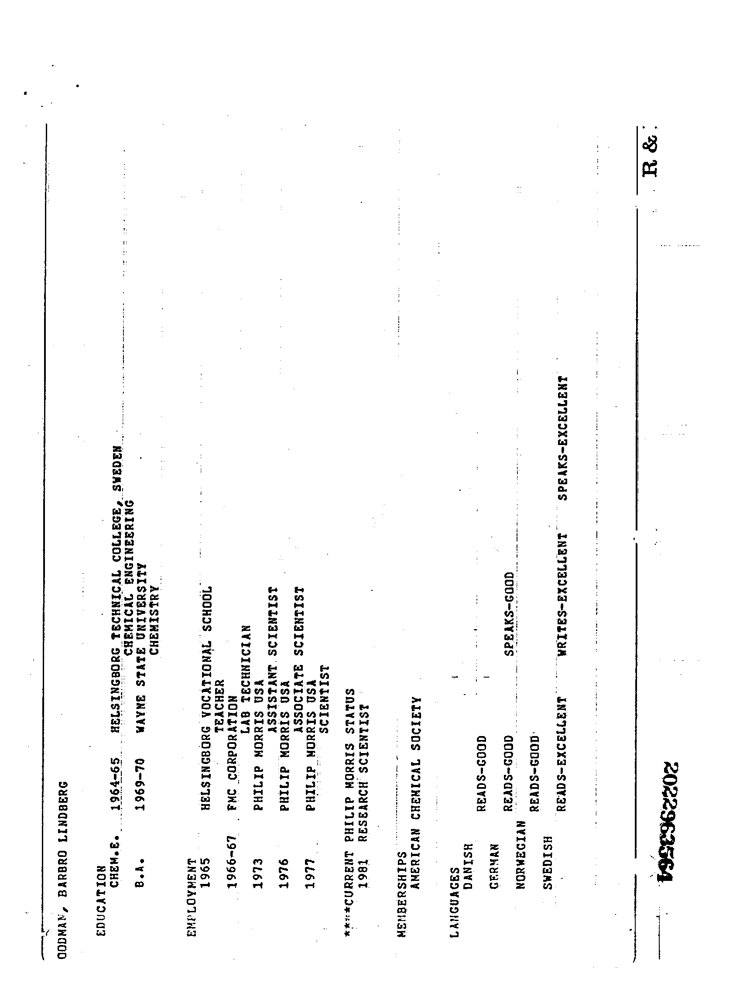 OODMAN, BARBRO LINDBERG
EDUCATION
CHEM.E. 1964-65 HELSINGBORG TECHNICAL COLLEGE, SWEDEN
CHEMICAL ENGINEERING
B.A. 1969-70 WAYNE STATE UNIVERSITY
CHEMISTRY
EMPLOYMENT
1965 HELSINGBORG VOCATIONAL SCHOOL
TEACHER
1966-67 FMC CORPORATION
LAB TECHNICIAN
1973 PHILIP MORRIS USA
ASSISTANT SCIENTIST
1976 PHILIP MORRIS USA
ASSOCIATE SCIENTIST
1977 PHILIP MORRIS USA
SCIENTIST
****CURRENT PHILIP MORRIS STATUS
1981 RESEARCH SCIENTIST
MEMBERSHIPS
AMERICAN CHEMICAL SOCIETY
LANGUAGES
DANISH
READS-GOOD
GERMAN
READS-GOOD SPEAKS-GOOD
NORWEGIAN
READS-GOOD
SWEDISH
READS-EXCELLENT WRITES-EXCELLENT SPEAKS-EXCELLENT
R &
2022963564